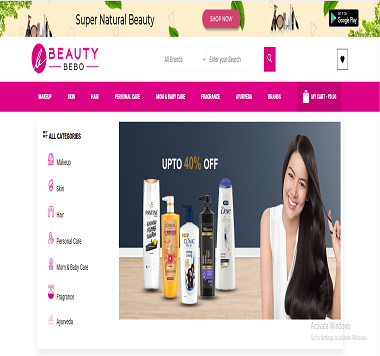 Super Natural Beauty
SHOP NOW
GET IT ON
Google Play
b BEAUTY
BEBO
All Brands
Enter your Search
MAKEUP SKIN HAIR PERSONAL CARE MOM & BABY CARE FRAGRANCE AYURVEDA BRANDS MY CART - ₹0.00
ALL CATEGORIES
Makeup
Skin
Hair
Personal Care
Mom & Baby Care
Fragrance
Ayurveda
UPTO 40% OFF
PANTENE
L'ORÉAL
CLINIC
PLUS
Dove
Activate Windows
Go to Settings to activate Windows.